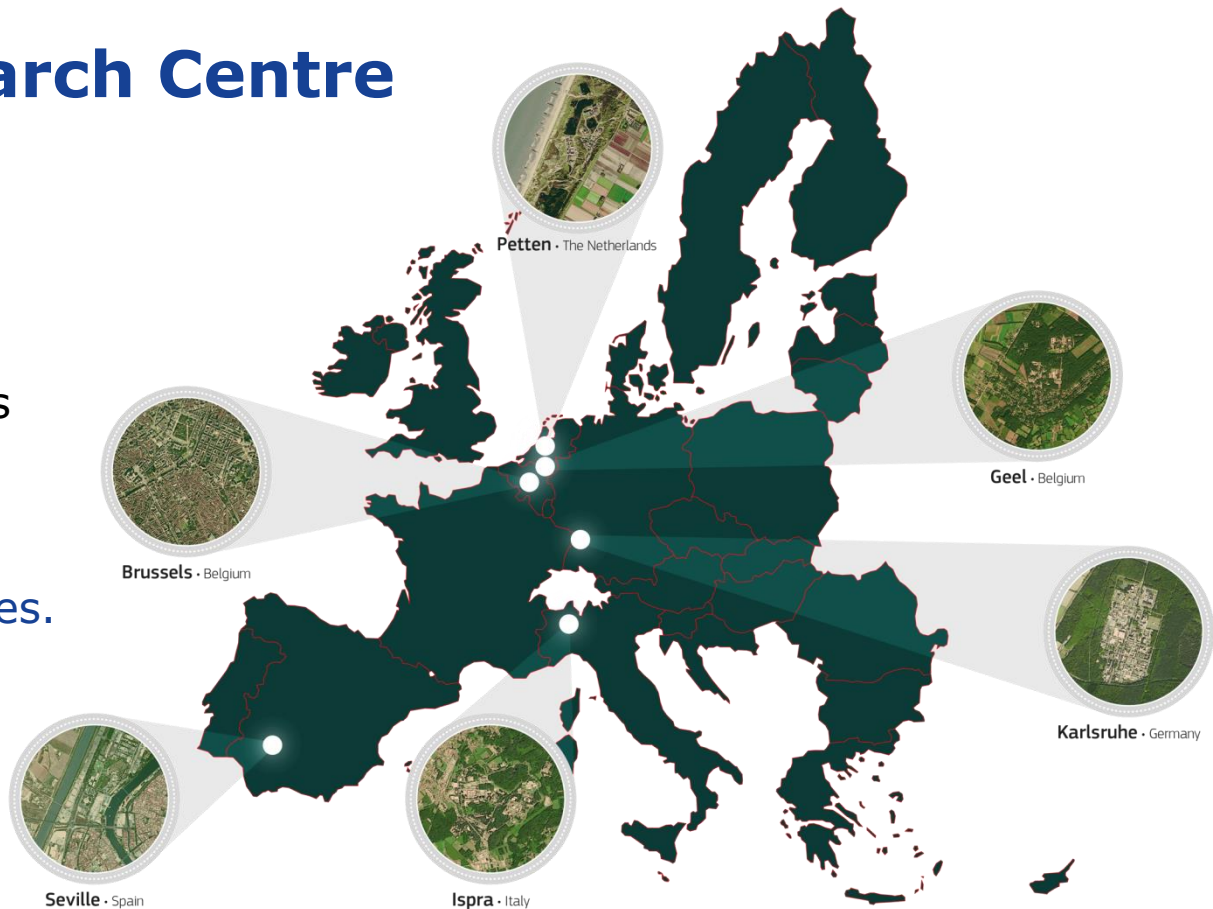 arch Centre
Petten · The Netherlands
s
Geel · Belgium
Brussels · Belgium
es.
Karlsruhe · Germany
Seville · Spain
Ispra · Italy